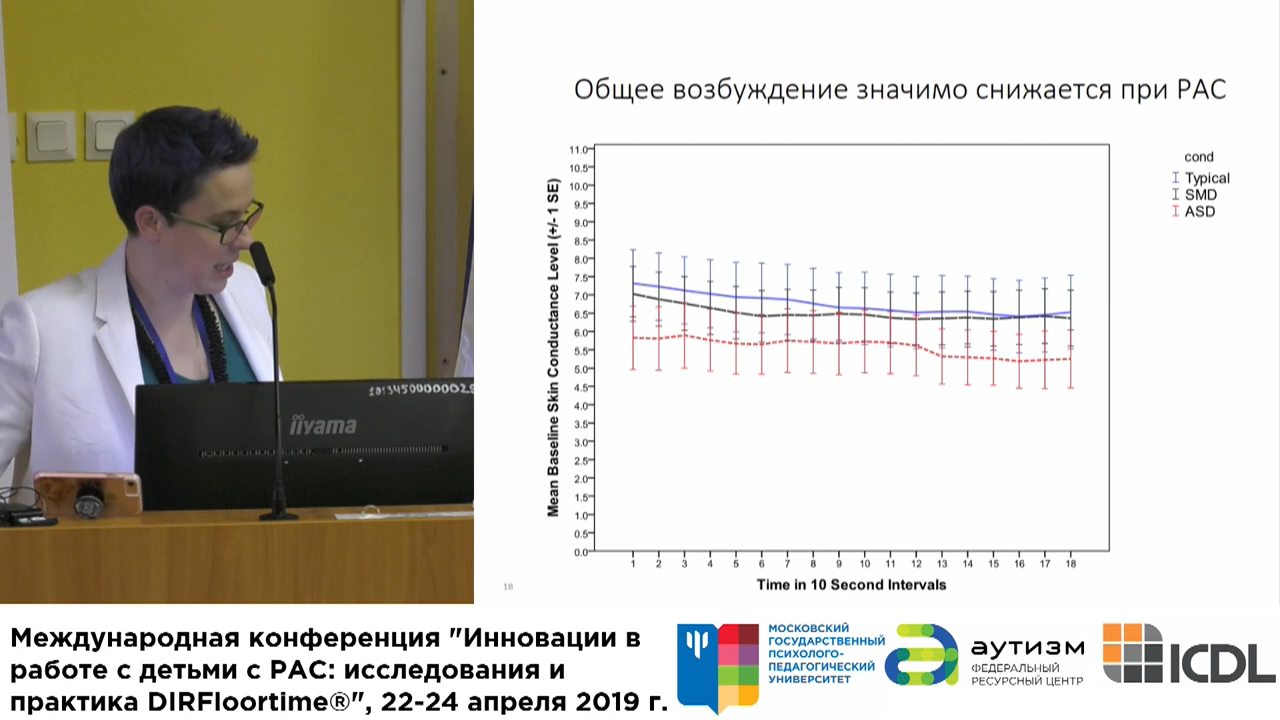 Общее возбуждение значимо снижается при РАС
11.0
10.5
10.0
9.5
9.0
8.5
8.0
7.5
7.0
6.5
6.0
5.5
5.0
4.5
4.0
3.5
3.0
2.5
2.0
1.5
1.0
0.5
0.0
Mean Baseline Skin Conductance Level (+/- 1 SE)
1 2 3 4 5 6 7 8 9 10 11 12 13 14 15 16 17 18
Time in 10 Second Intervals
cond
Typical
SMD
ASD
18
iiyama
Международная конференция "Инновации в
работе с детьми с РАС: исследования и
практика DIRFloortime®", 22-24 апреля 2019 г.
МОСКОВСКИЙ
ГОСУДАРСТВЕННЫЙ
ПСИХОЛОГО-
ПЕДАГОГИЧЕСКИЙ
УНИВЕРСИТЕТ
аутизм
ФЕДЕРАЛЬНЫЙ
РЕСУРСНЫЙ ЦЕНТР
ICDL